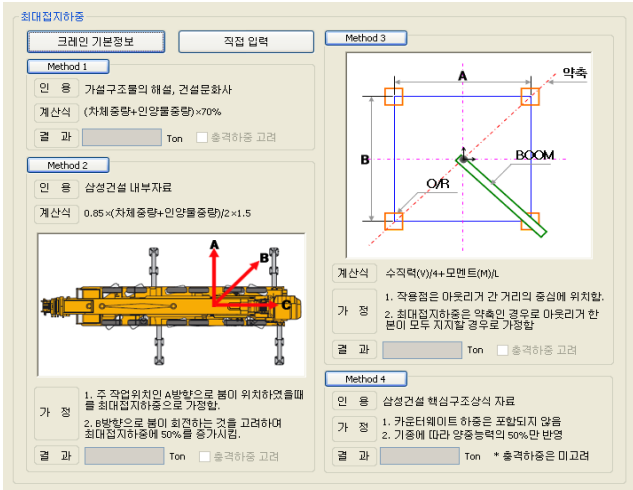 최대접지하중
크레인 기본정보
직접 입력
Method 1
인 용 가설구조물의 해설, 건설문화사
계산식 (차체중량+인양물중량)×70%
결 과 Ton 충격하중 고려
Method 2
인 용 삼성건설 내부자료
계산식 0.85×(차체중량+인양물중량)/2×1.5
A
B
C
가 정
1. 주 작업위치인 A방향으로 붐이 위치하였을때
를 최대접지하중으로 가정함.
2. B방향으로 붐이 회전하는 것을 고려하여
최대접지하중에 50%를 증가시킴.
결 과 Ton 충격하중 고려
Method 3
약축
A
B
BOOM
O/R
계산식 수직력(V)/4+모멘트(M)/L
가 정
1. 작용점은 아웃리거 간 거리의 중심에 위치함.
2. 최대접지하중은 약축인 경우로 아웃리거 한
본이 모두 지지할 경우로 가정함
결 과 Ton 충격하중 고려
Method 4
인 용 삼성건설 핵심구조상식 자료
가 정
1. 카운터웨이트 하중은 포함되지 않음
2. 기종에 따라 양중능력의 50%만 반영
결 과 Ton * 충격하중은 미고려